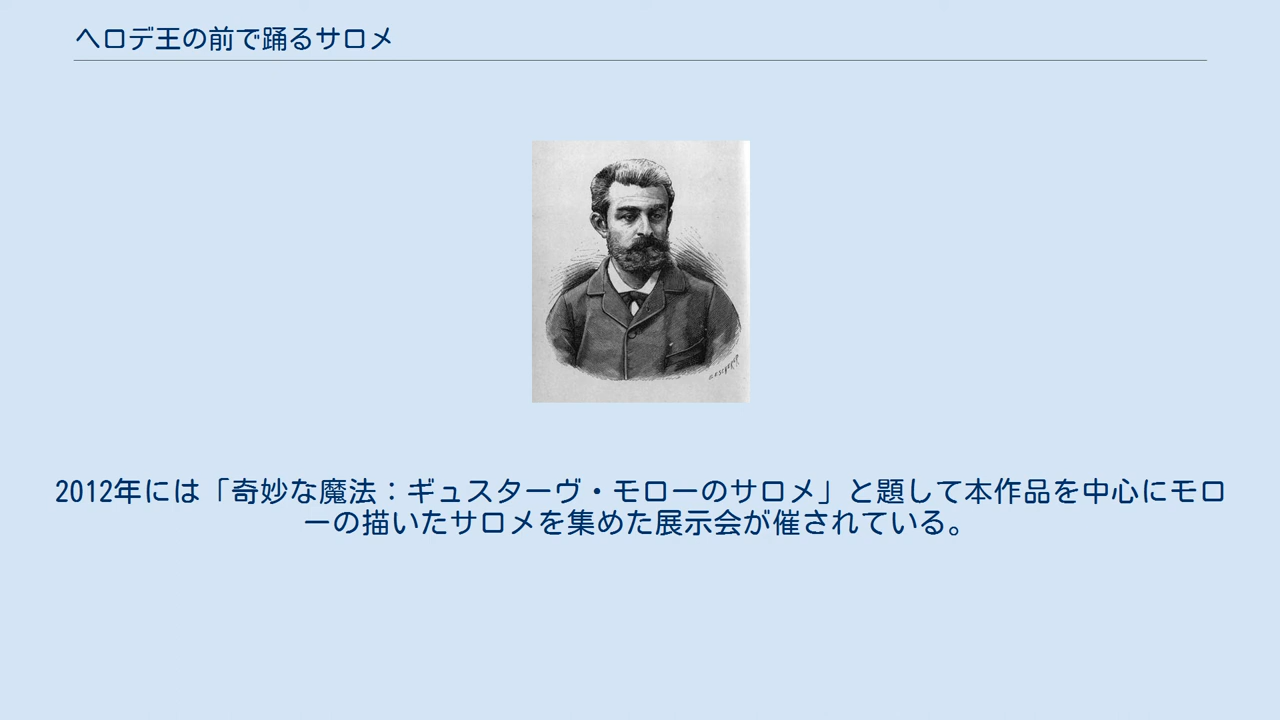 ヘロデ王の前で踊るサロメ
2012年には「奇妙な魔法：ギュスターヴ・モローのサロメ」と題して本作品を中心にモロ
ーの描いたサロメを集めた展示会が催されている。